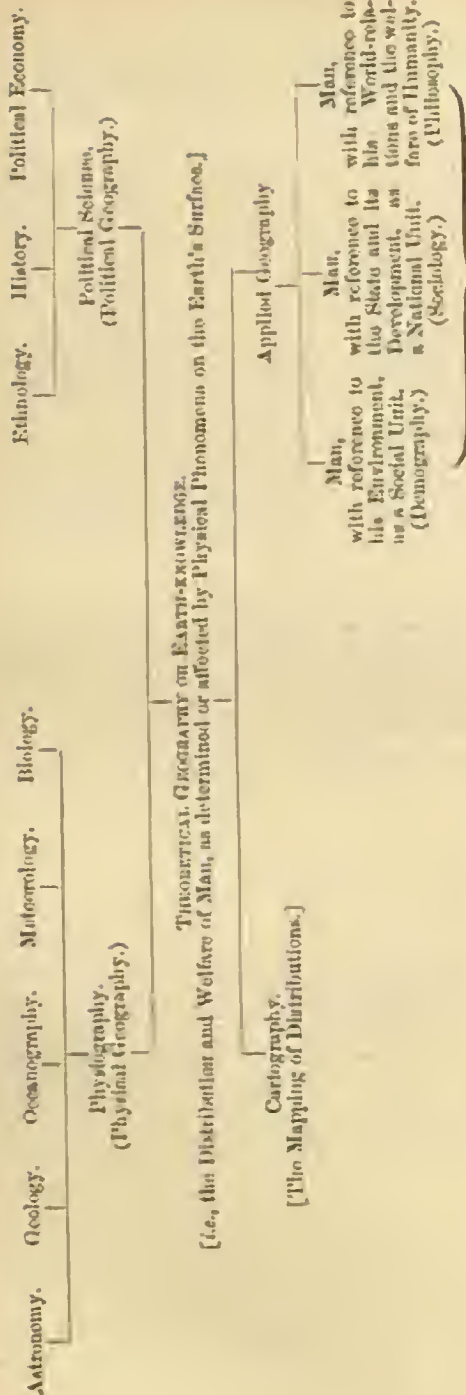 Astronomy. Geology. Oceanography. Meteorology. Biology. Ethnology. History. Political Economy.
Physiography. Political Science.
(Physical Geography.) (Political Geography.)
THEORETICAL GEOGRAPHY OR EARTH-KNOWLEDGE.
[i.e., the Distribution and Welfare of Man, as determined or affected by Physical Phenomena on the Earth's Surface.]
Cartography. Applied Geography
[The Mapping of Distributions.]
Man,
with reference to
his Environment,
as a Social Unit.
(Demography.)
Man,
with reference to
the State and its
Development, as
a National Unit.
(Sociology.)
Man,
with reference to
his World-rela-
tions and the wel-
fare of Humanity.
(Philosophy.)